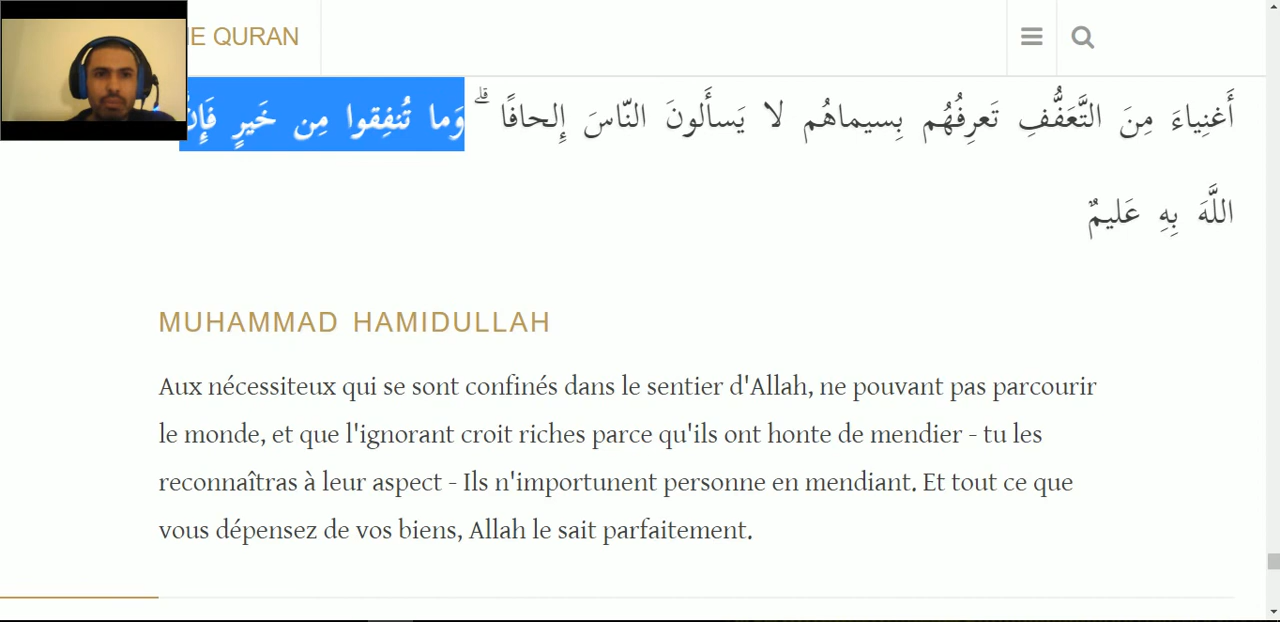 E QURAN
أَغنِياءَ مِنَ التَّعَفُّفِ تَعرِفُهُم بِسيماهُم لا يَسأَلونَ النّاسَ إِلحافًا ۗ وَما تُنفِقوا مِن خَيرٍ فَإِنَّ
اللَّهَ بِهِ عَليمٌ
MUHAMMAD HAMIDULLAH
Aux nécessiteux qui se sont confinés dans le sentier d'Allah, ne pouvant pas parcourir
le monde, et que l'ignorant croit riches parce qu'ils ont honte de mendier - tu les
reconnaîtras à leur aspect - Ils n'importunent personne en mendiant. Et tout ce que
vous dépensez de vos biens, Allah le sait parfaitement.